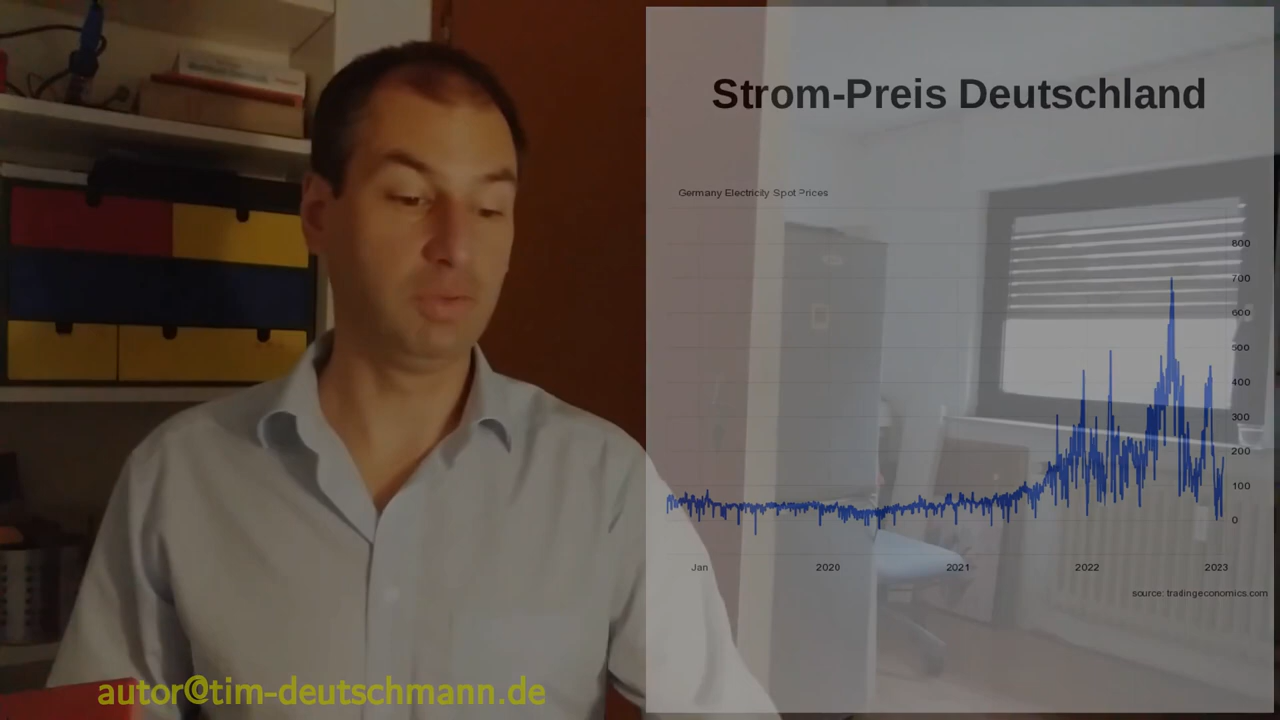 Strom-Preis Deutschland
Germany Electricity Spot Prices
800
700
600
500
400
300
200
100
0
Jan 2020 2021 2022 2023
source: tradingeconomics.com
autor@tim-deutschmann.de